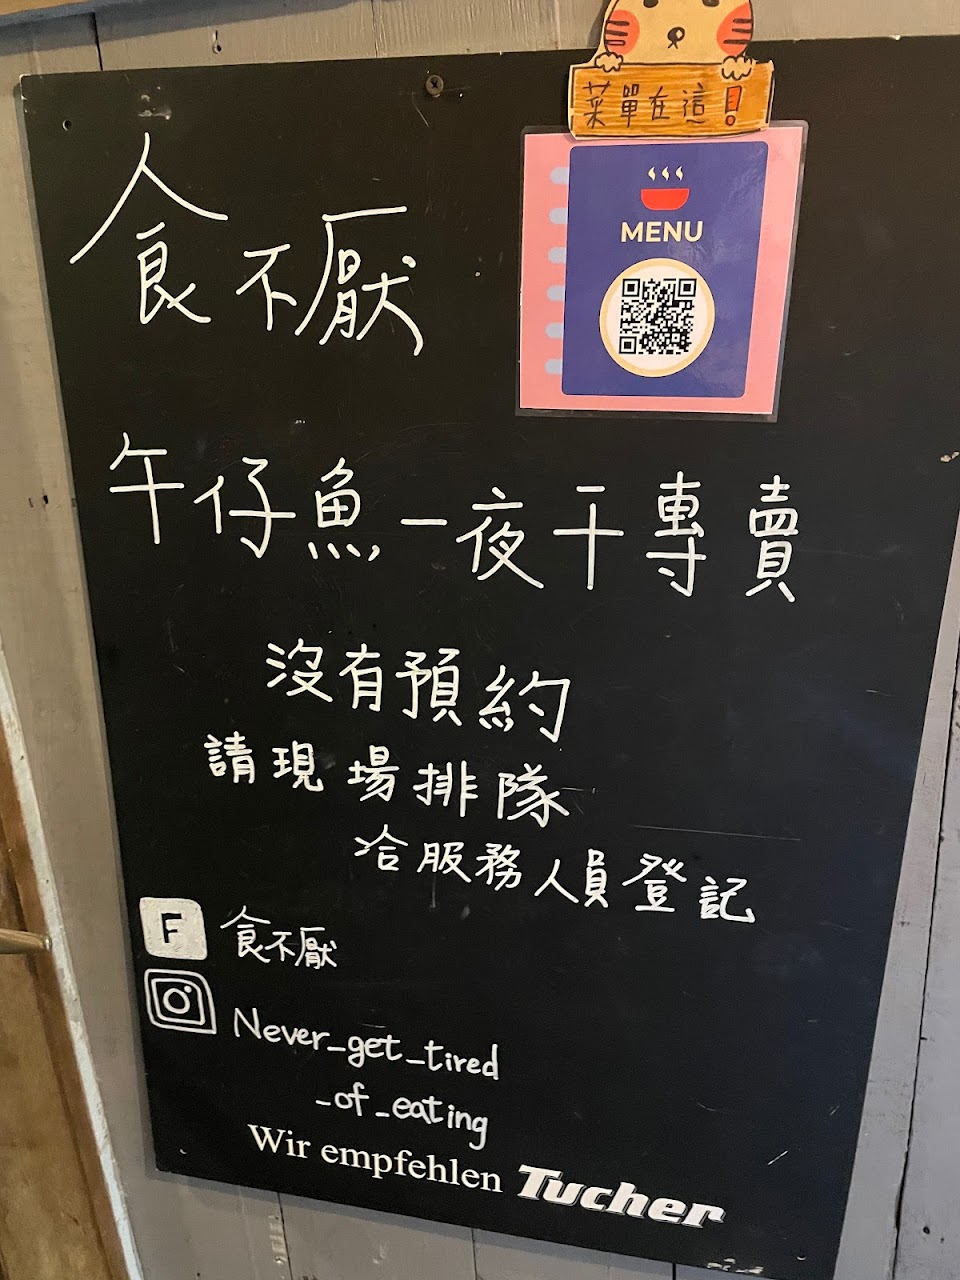 菜單在這!
MENU
食不厭
午仔魚一夜干專賣
沒有預約
請現場排隊
洽服務人員登記
F 食不厭
Never_get_tired
_of_eating
Wir empfehlen Tucher